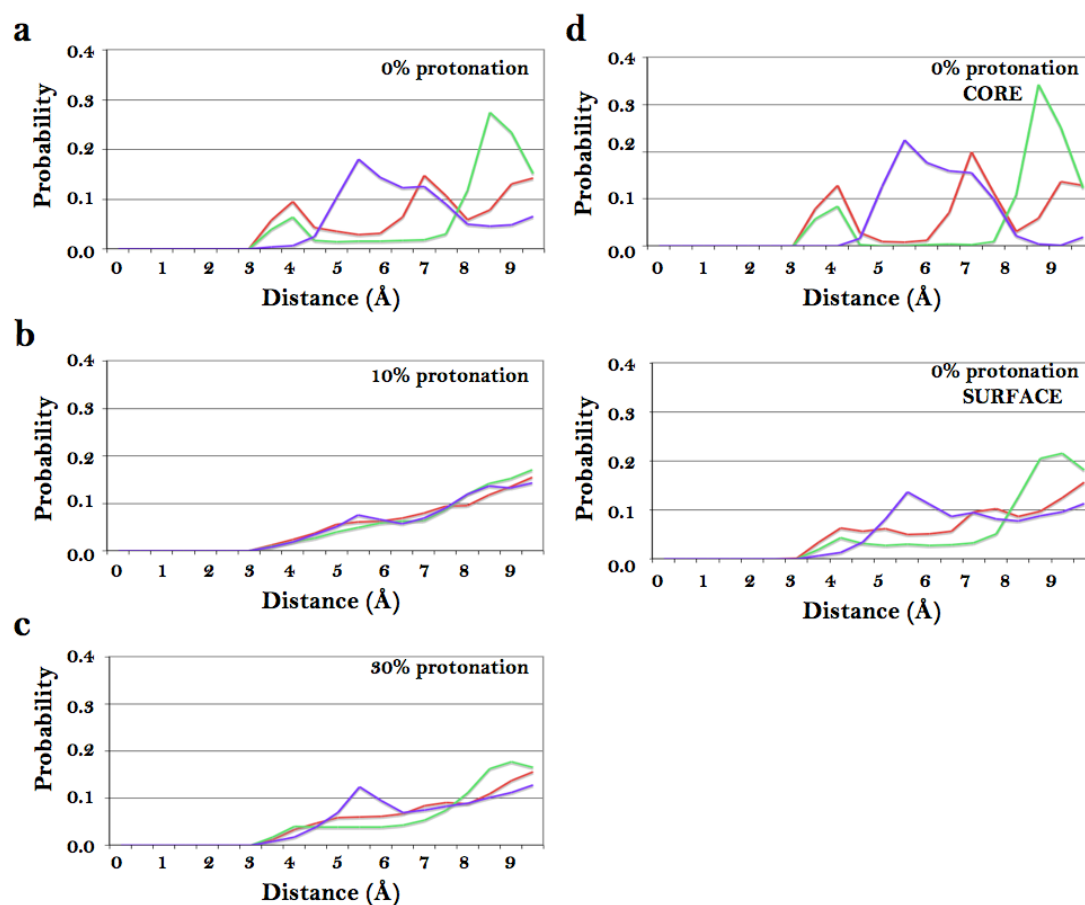 a
0.4
0.3
0.2
0.1
0.0
Probability
0% protonation
0 1 2 3 4 5 6 7 8 9
Distance (Å)
b
0.4
0.3
0.2
0.1
0.0
Probability
10% protonation
0 1 2 3 4 5 6 7 8 9
Distance (Å)
c
0.4
0.3
0.2
0.1
0.0
Probability
30% protonation
0 1 2 3 4 5 6 7 8 9
Distance (Å)
d
0.4
0.3
0.2
0.1
0.0
Probability
0% protonation
CORE
0 1 2 3 4 5 6 7 8 9
Distance (Å)
0.4
0.3
0.2
0.1
0.0
Probability
0% protonation
SURFACE
0 1 2 3 4 5 6 7 8 9
Distance (Å)